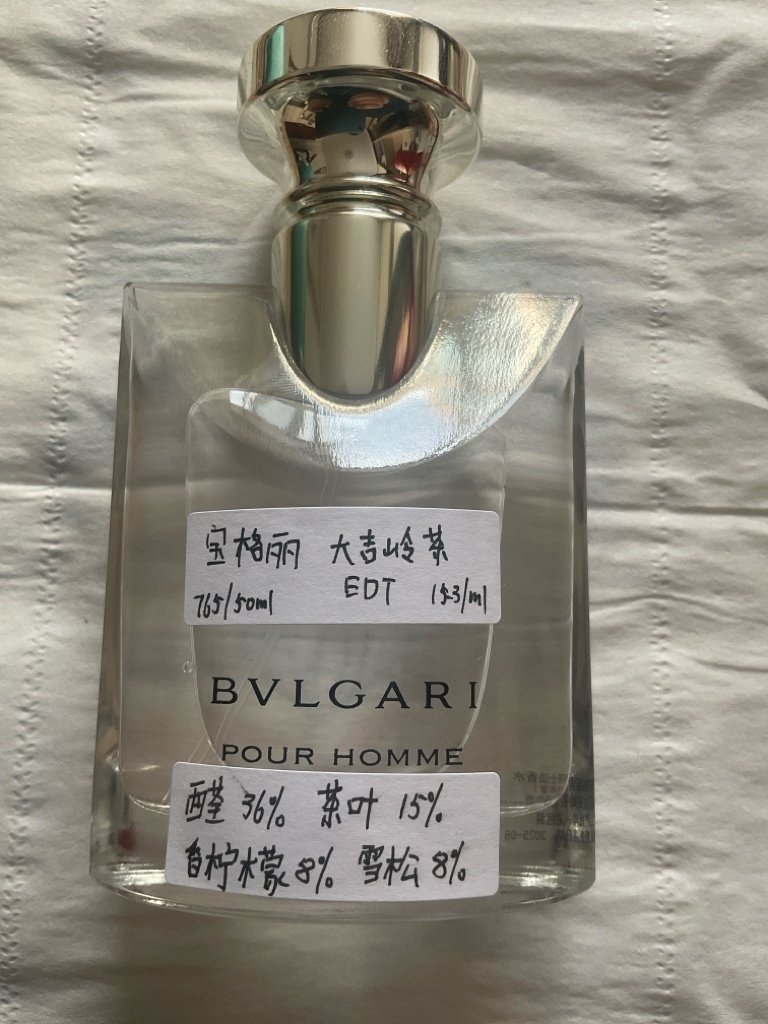 宝格丽 大吉岭茶
765/50ml EDT 15.3/ml
BVLGARI
POUR HOMME
醛 36% 茶叶 15%
香柠檬 8% 雪松 8%